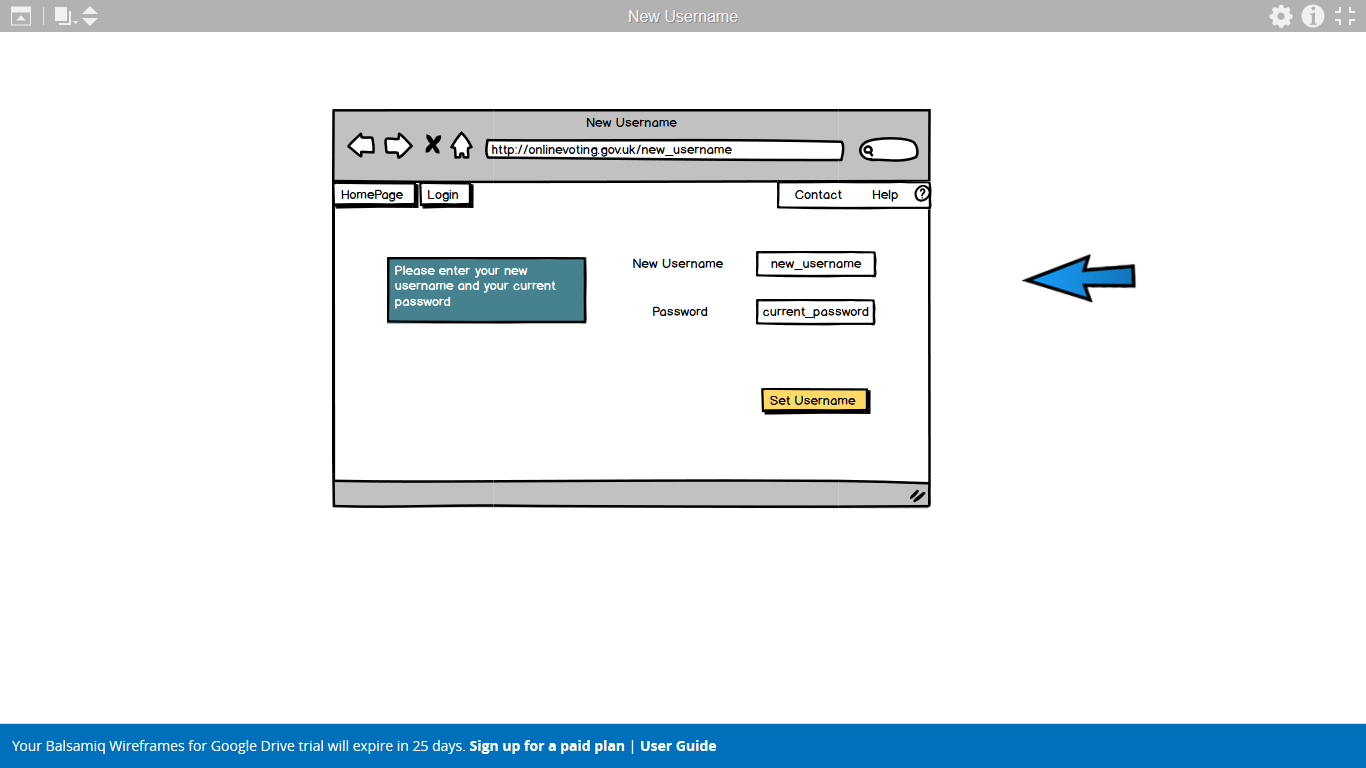 New Username
New Username
http://onlinevoting.gov.uk/new_username
HomePage Login Contact Help ?
Please enter your new
username and your current
password
New Username new_username
Password current_password
Set Username
Your Balsamiq Wireframes for Google Drive trial will expire in 25 days. Sign up for a paid plan | User Guide